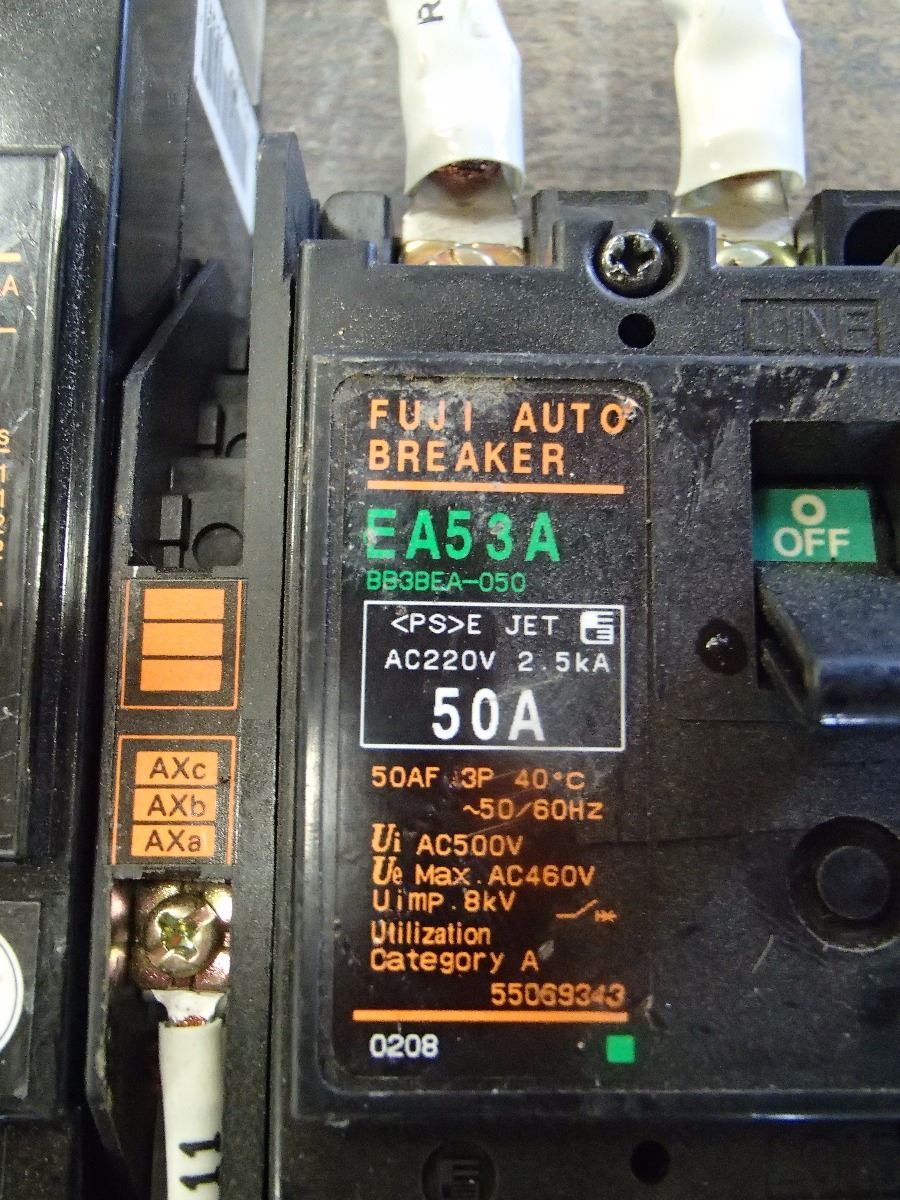 R
A
LINE
FUJI AUTO
BREAKER
EA53A
BB3BEA-050
<PS>E JET
AC220V 2.5kA
50A
50AF 3P 40°C
~50/60Hz
Ui AC500V
Ue Max.AC460V
Uimp.8kV
Utilization
Category A
55069343
0208
O
OFF
AXc
AXb
AXa
11